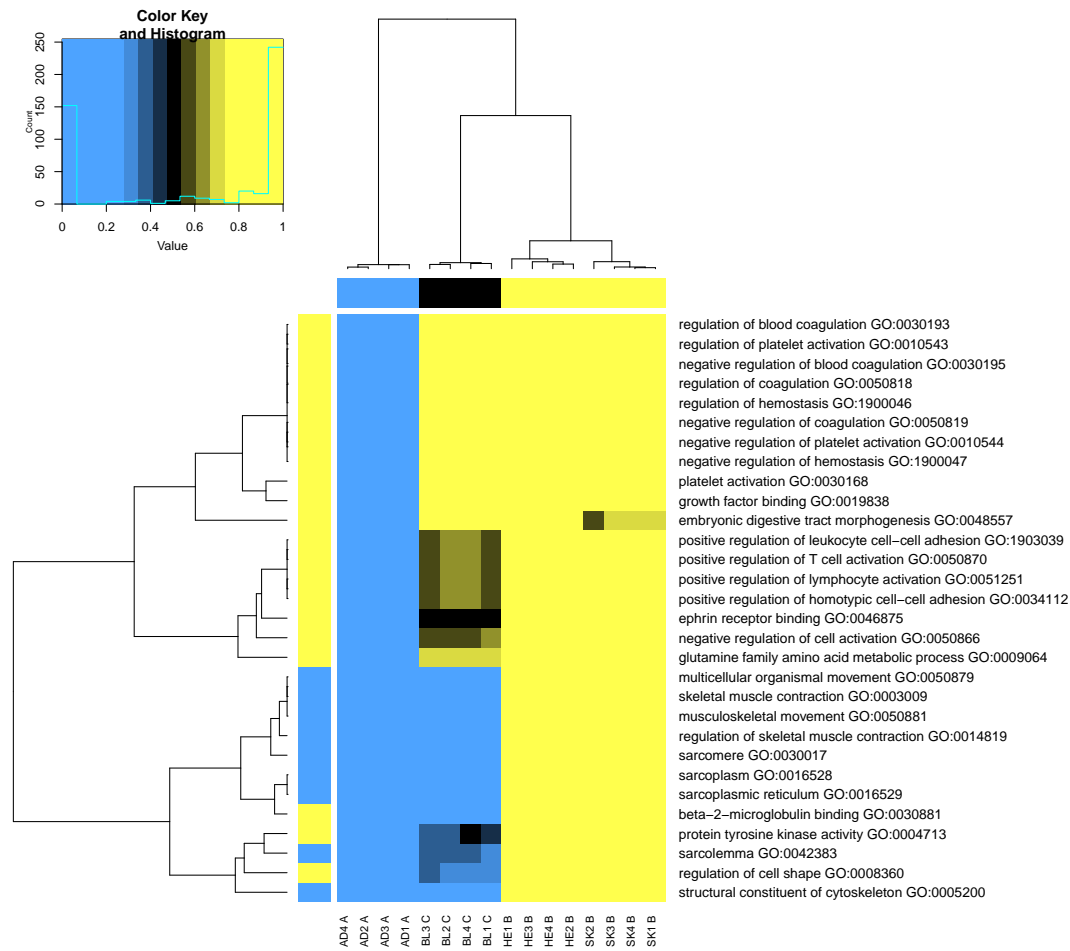 Color Key
and Histogram
Count
0 50 100 150 200 250
0 0.2 0.4 0.6 0.8 1
Value
regulation of blood coagulation GO:0030193
regulation of platelet activation GO:0010543
negative regulation of blood coagulation GO:0030195
regulation of coagulation GO:0050818
regulation of hemostasis GO:1900046
negative regulation of coagulation GO:0050819
negative regulation of platelet activation GO:0010544
negative regulation of hemostasis GO:1900047
platelet activation GO:0030168
growth factor binding GO:0019838
embryonic digestive tract morphogenesis GO:0048557
positive regulation of leukocyte cell−cell adhesion GO:1903039
positive regulation of T cell activation GO:0050870
positive regulation of lymphocyte activation GO:0051251
positive regulation of homotypic cell−cell adhesion GO:0034112
ephrin receptor binding GO:0046875
negative regulation of cell activation GO:0050866
glutamine family amino acid metabolic process GO:0009064
multicellular organismal movement GO:0050879
skeletal muscle contraction GO:0003009
musculoskeletal movement GO:0050881
regulation of skeletal muscle contraction GO:0014819
sarcomere GO:0030017
sarcoplasm GO:0016528
sarcoplasmic reticulum GO:0016529
beta−2−microglobulin binding GO:0030881
protein tyrosine kinase activity GO:0004713
sarcolemma GO:0042383
regulation of cell shape GO:0008360
structural constituent of cytoskeleton GO:0005200
AD4 A
AD2 A
AD3 A
AD1 A
BL3 C
BL2 C
BL4 C
BL1 C
HE1 B
HE3 B
HE4 B
HE2 B
SK2 B
SK3 B
SK4 B
SK1 B